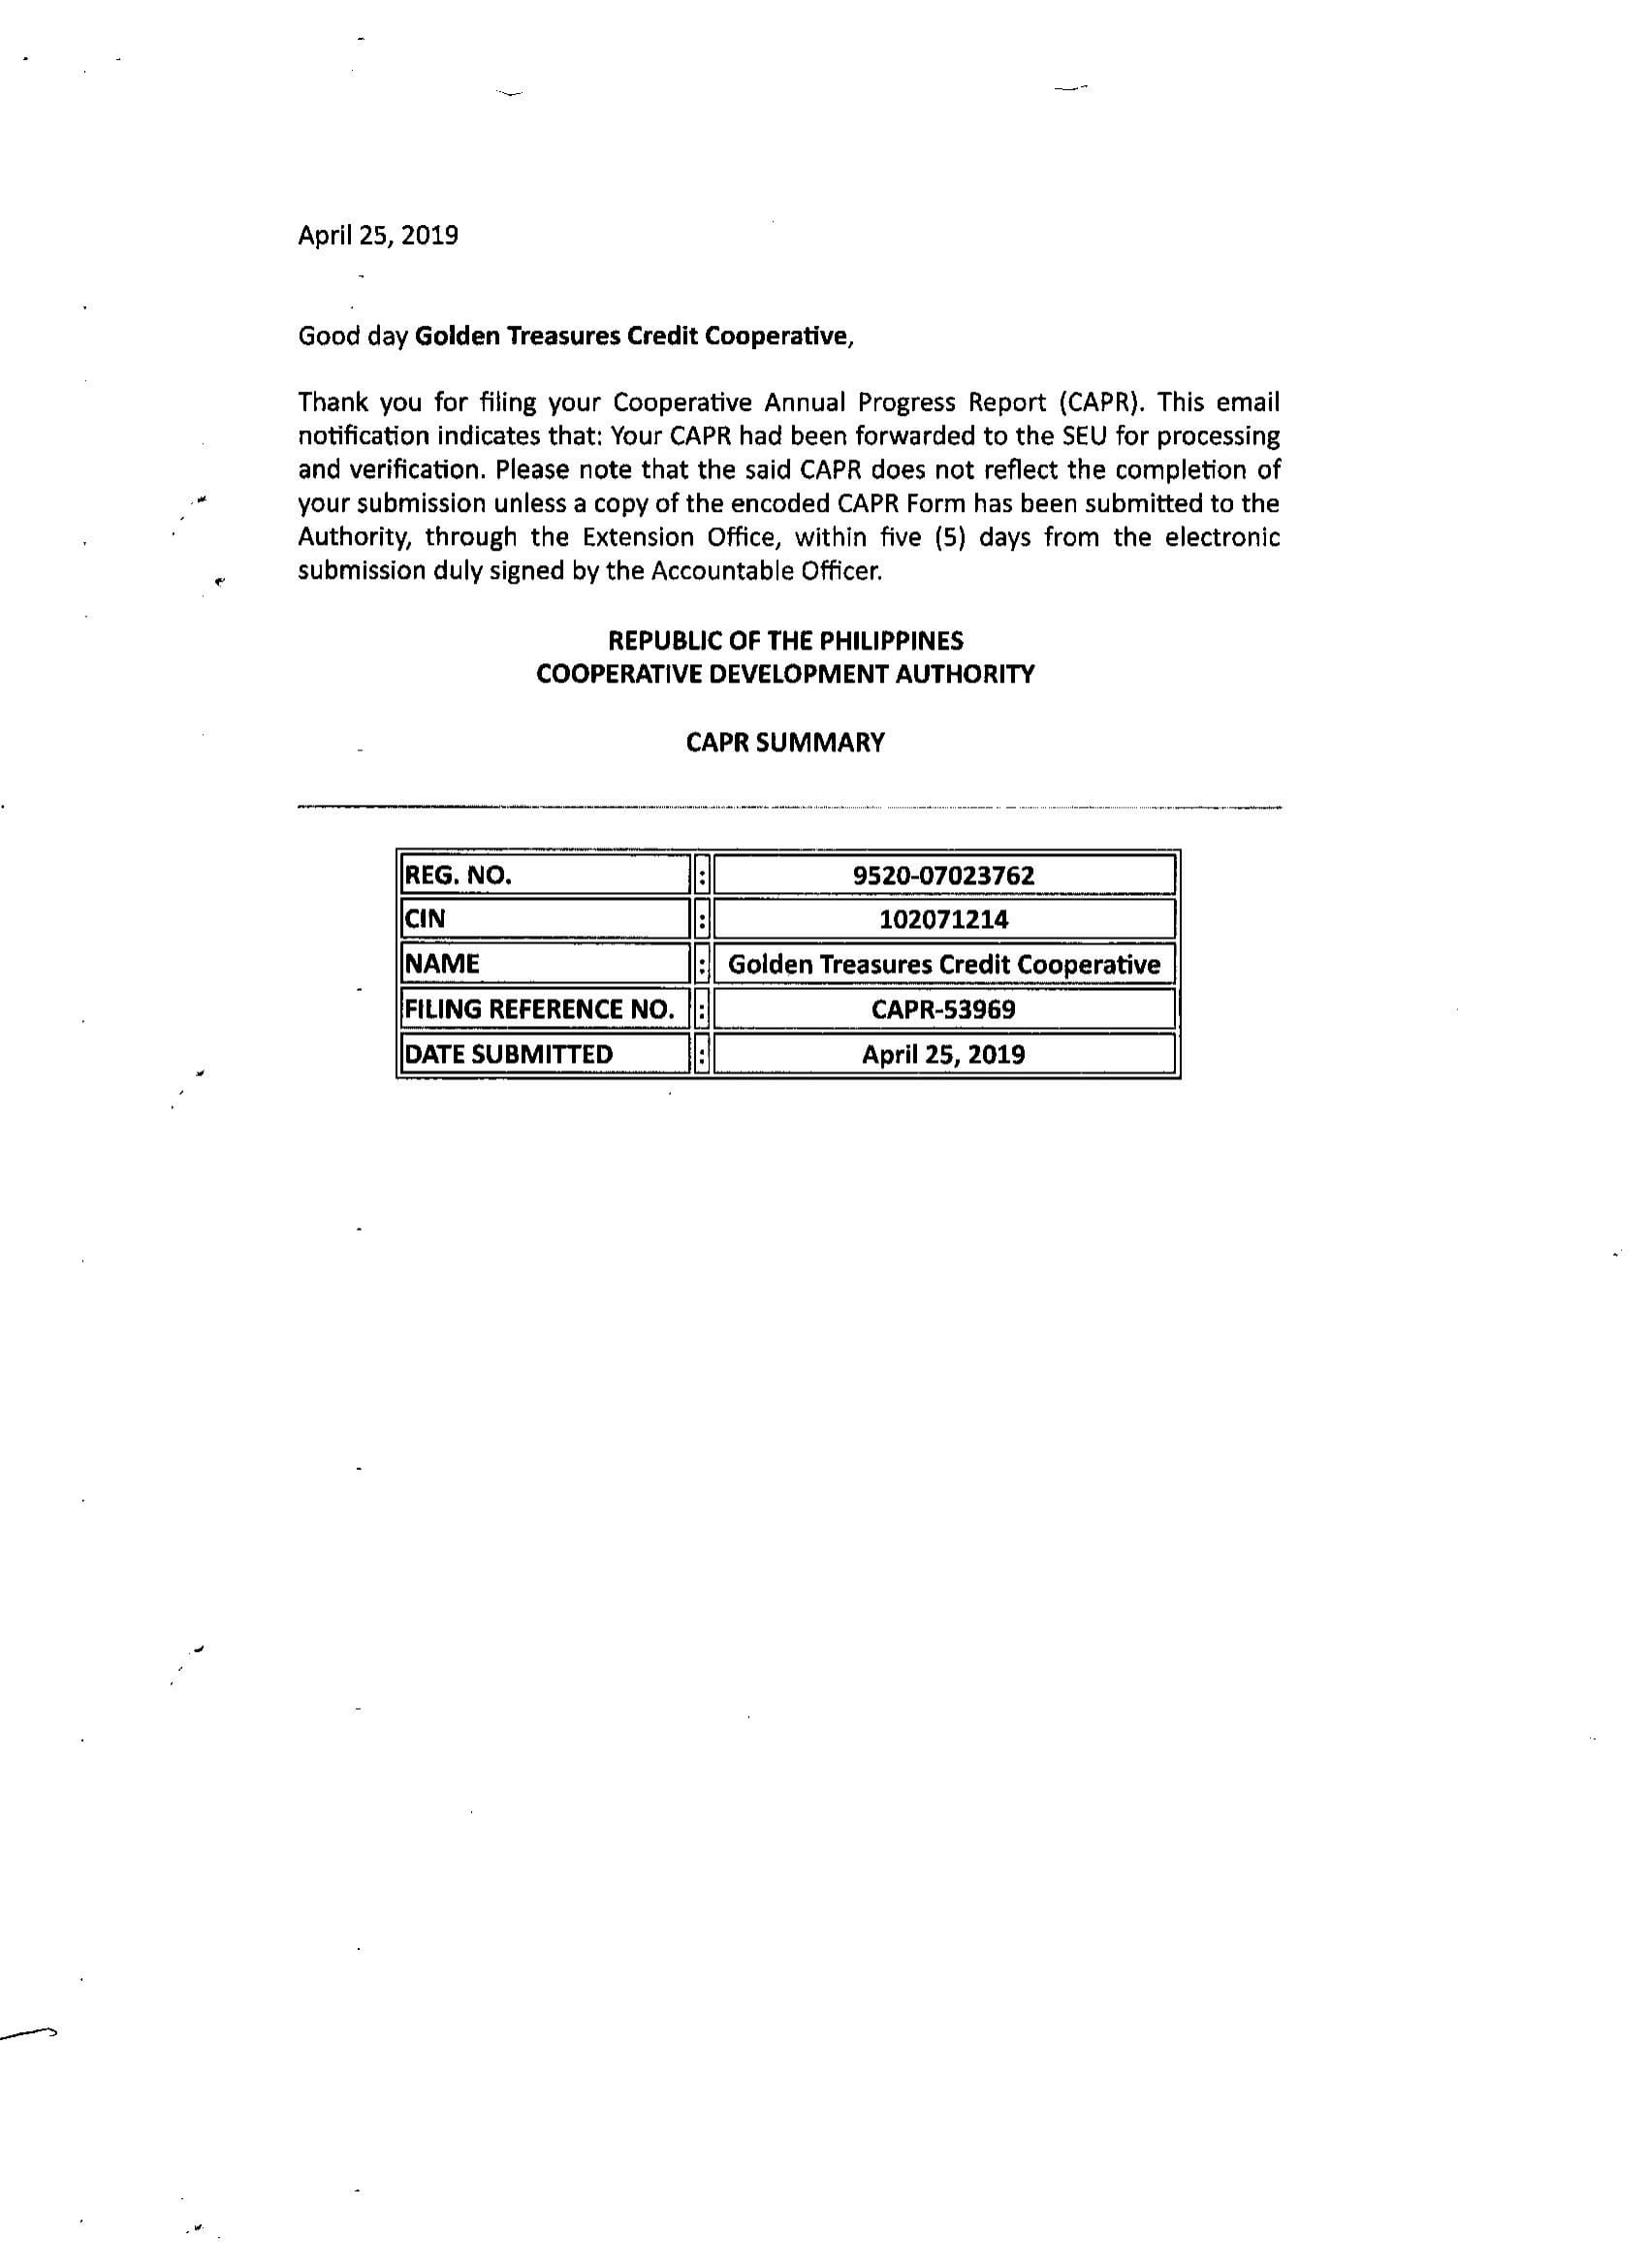 April 25, 2019
Good day Golden Treasures Credit Cooperative,
Thank you for filing your Cooperative Annual Progress Report (CAPR). This email
notification indicates that: Your CAPR had been forwarded to the SEU for processing
and verification. Please note that the said CAPR does not reflect the completion of
your submission unless a copy of the encoded CAPR Form has been submitted to the
Authority, through the Extension Office, within five (5) days from the electronic
submission duly signed by the Accountable Officer.
REPUBLIC OF THE PHILIPPINES
COOPERATIVE DEVELOPMENT AUTHORITY
CAPR SUMMARY
REG. NO. : 9520-07023762
CIN : 102071214
NAME : Golden Treasures Credit Cooperative
FILING REFERENCE NO. : CAPR-53969
DATE SUBMITTED : April 25, 2019